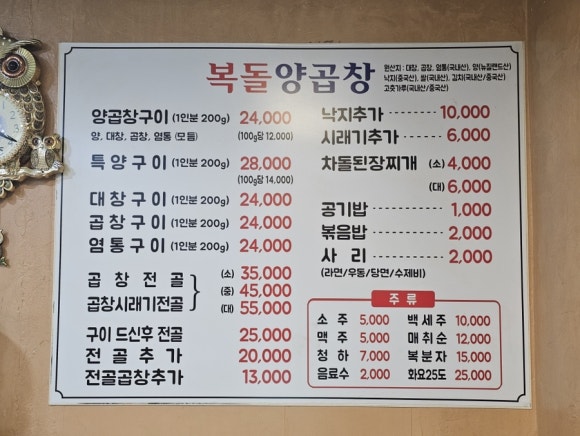 복돌양곱창
원산지 : 대창, 곱창, 염통(국내산), 양(뉴질랜드산)
낙지(중국산), 쌀(국내산), 김치(국내산/중국산)
고춧가루(국내산/중국산)
양곱창구이 (1인분 200g) 24,000
양, 대창, 곱창, 염통 (모듬) (100g당 12,000)
특양구이 (1인분 200g) 28,000
(100g당 14,000)
대창구이 (1인분 200g) 24,000
곱창구이 (1인분 200g) 24,000
염통구이 (1인분 200g) 24,000
곱창전골
곱창시래기전골
(소) 35,000
(중) 45,000
(대) 55,000
구이 드신후 전골 25,000
전골추가 20,000
전골곱창추가 13,000
낙지추가 10,000
시래기추가 6,000
차돌된장찌개 (소) 4,000
(대) 6,000
공기밥 1,000
볶음밥 2,000
사리 2,000
(라면/우동/당면/수제비)
주류
소주 5,000 백세주 10,000
맥주 5,000 매취순 12,000
청하 7,000 복분자 15,000
음료수 2,000 화요25도 25,000